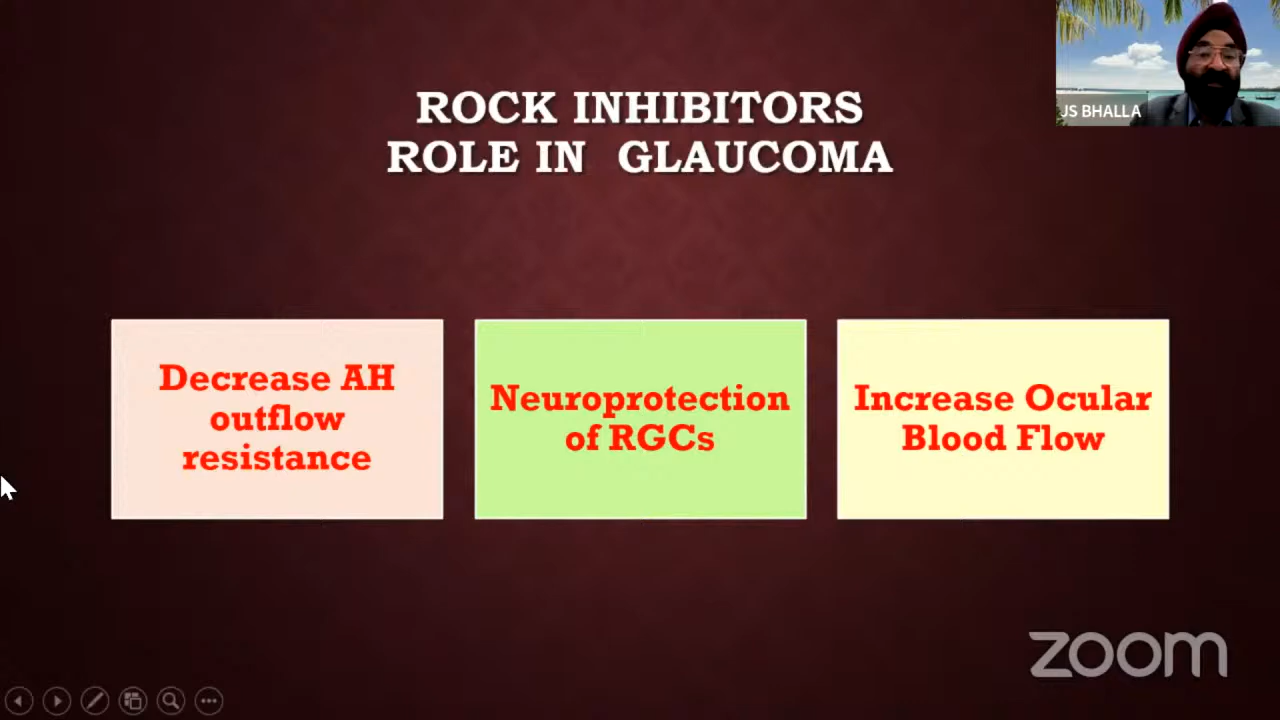 JS BHALLA
ROCK INHIBITORS
ROLE IN GLAUCOMA
Decrease AH
outflow
resistance
Neuroprotection
of RGCs
Increase Ocular
Blood Flow
zoom